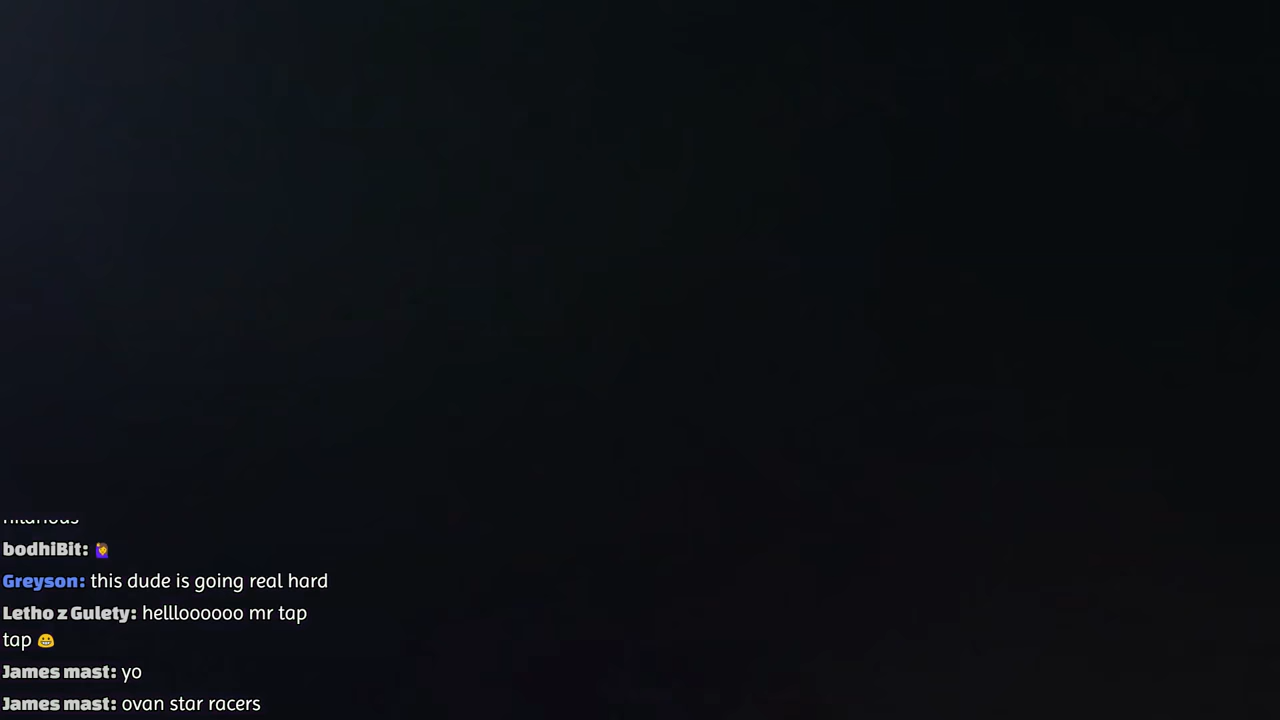 hilarious
bodhiBit: 🙋‍♀️
Greyson: this dude is going real hard
Letho z Gulety: hellloooooo mr tap
tap 😀
James mast: yo
James mast: ovan star racers